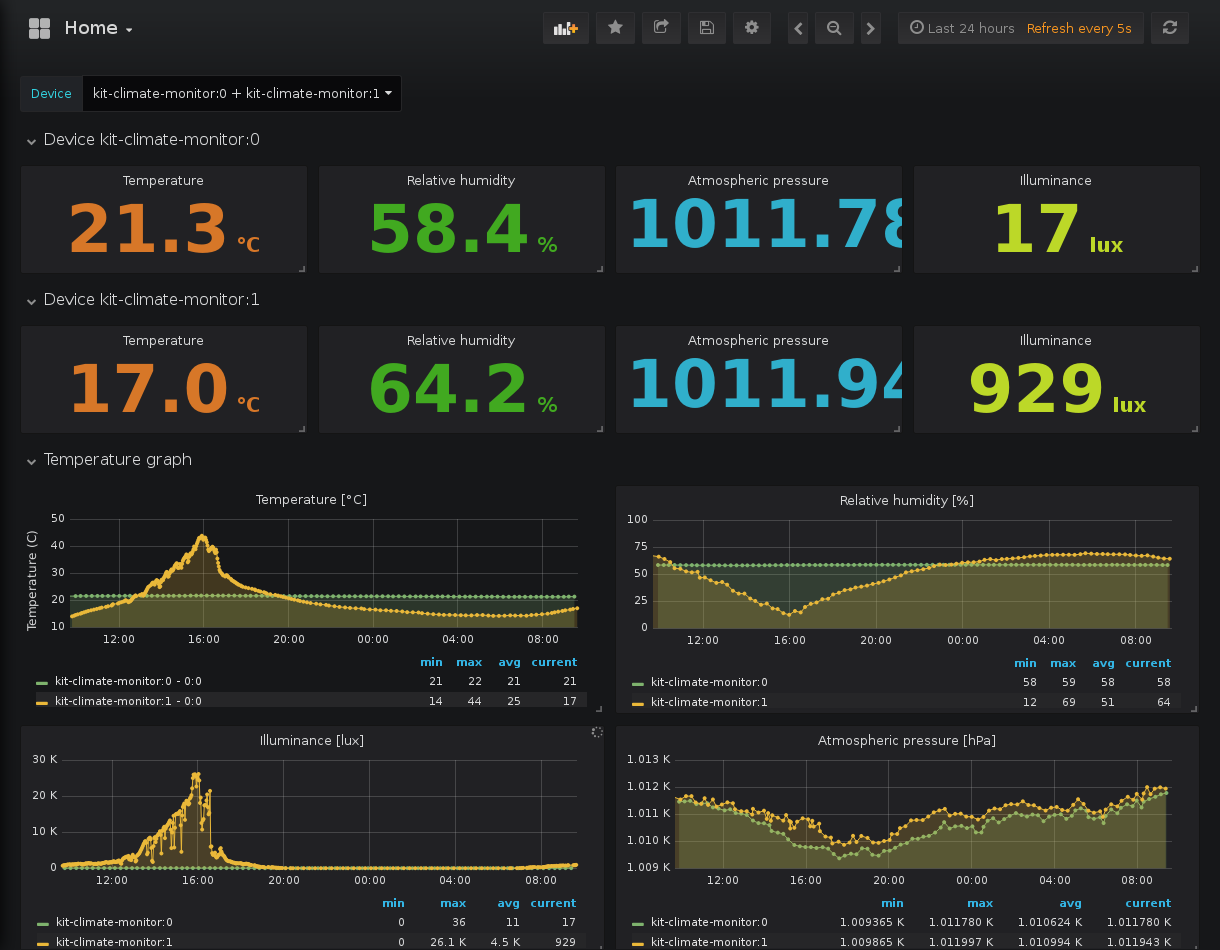 Home
Last 24 hours Refresh every 5s
Device kit-climate-monitor:0 + kit-climate-monitor:1
Device kit-climate-monitor:0
Temperature Relative humidity Atmospheric pressure Illuminance
21.3 °C 58.4 % 1011.78 17 lux
Device kit-climate-monitor:1
Temperature Relative humidity Atmospheric pressure Illuminance
17.0 °C 64.2 % 1011.94 929 lux
Temperature graph
Temperature [°C]
Temperature (C)
50
40
30
20
10
12:00 16:00 20:00 00:00 04:00 08:00
min max avg current
kit-climate-monitor:0 - 0:0 21 22 21 21
kit-climate-monitor:1 - 0:0 14 44 25 17
Relative humidity [%]
100
75
50
25
0
12:00 16:00 20:00 00:00 04:00 08:00
min max avg current
kit-climate-monitor:0 58 59 58 58
kit-climate-monitor:1 12 69 51 64
Illuminance [lux]
30 K
20 K
10 K
0
12:00 16:00 20:00 00:00 04:00 08:00
min max avg current
kit-climate-monitor:0 0 36 11 17
kit-climate-monitor:1 0 26.1 K 4.5 K 929
Atmospheric pressure [hPa]
1.013 K
1.012 K
1.011 K
1.010 K
1.009 K
12:00 16:00 20:00 00:00 04:00 08:00
min max avg current
kit-climate-monitor:0 1.009365 K 1.011780 K 1.010624 K 1.011780 K
kit-climate-monitor:1 1.009865 K 1.011997 K 1.010994 K 1.011943 K